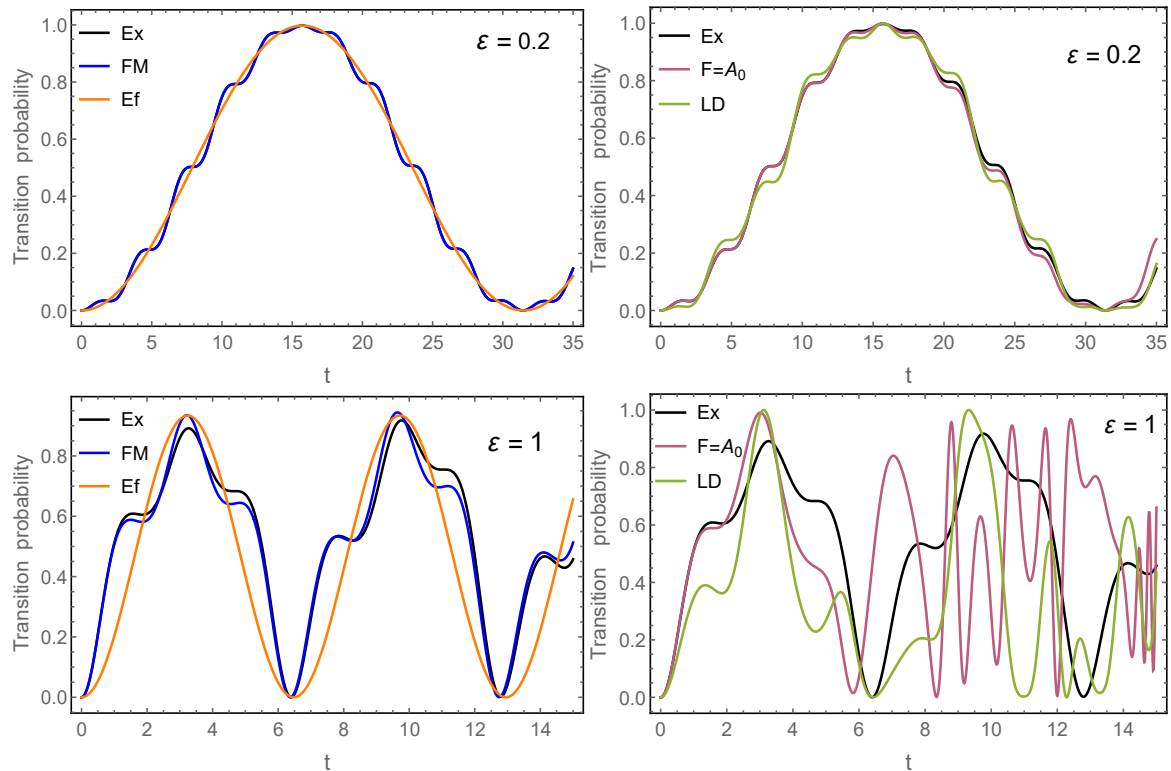 Ex
FM
Ef
ε = 0.2
Transition probability
0.0
0.2
0.4
0.6
0.8
1.0
0 5 10 15 20 25 30 35
t
Ex
F=A₀
LD
ε = 0.2
Transition probability
0.0
0.2
0.4
0.6
0.8
1.0
0 5 10 15 20 25 30 35
t
Ex
FM
Ef
ε = 1
Transition probability
0.0
0.2
0.4
0.6
0.8
0 2 4 6 8 10 12 14
t
Ex
F=A₀
LD
ε = 1
Transition probability
0.0
0.2
0.4
0.6
0.8
1.0
0 2 4 6 8 10 12 14
t